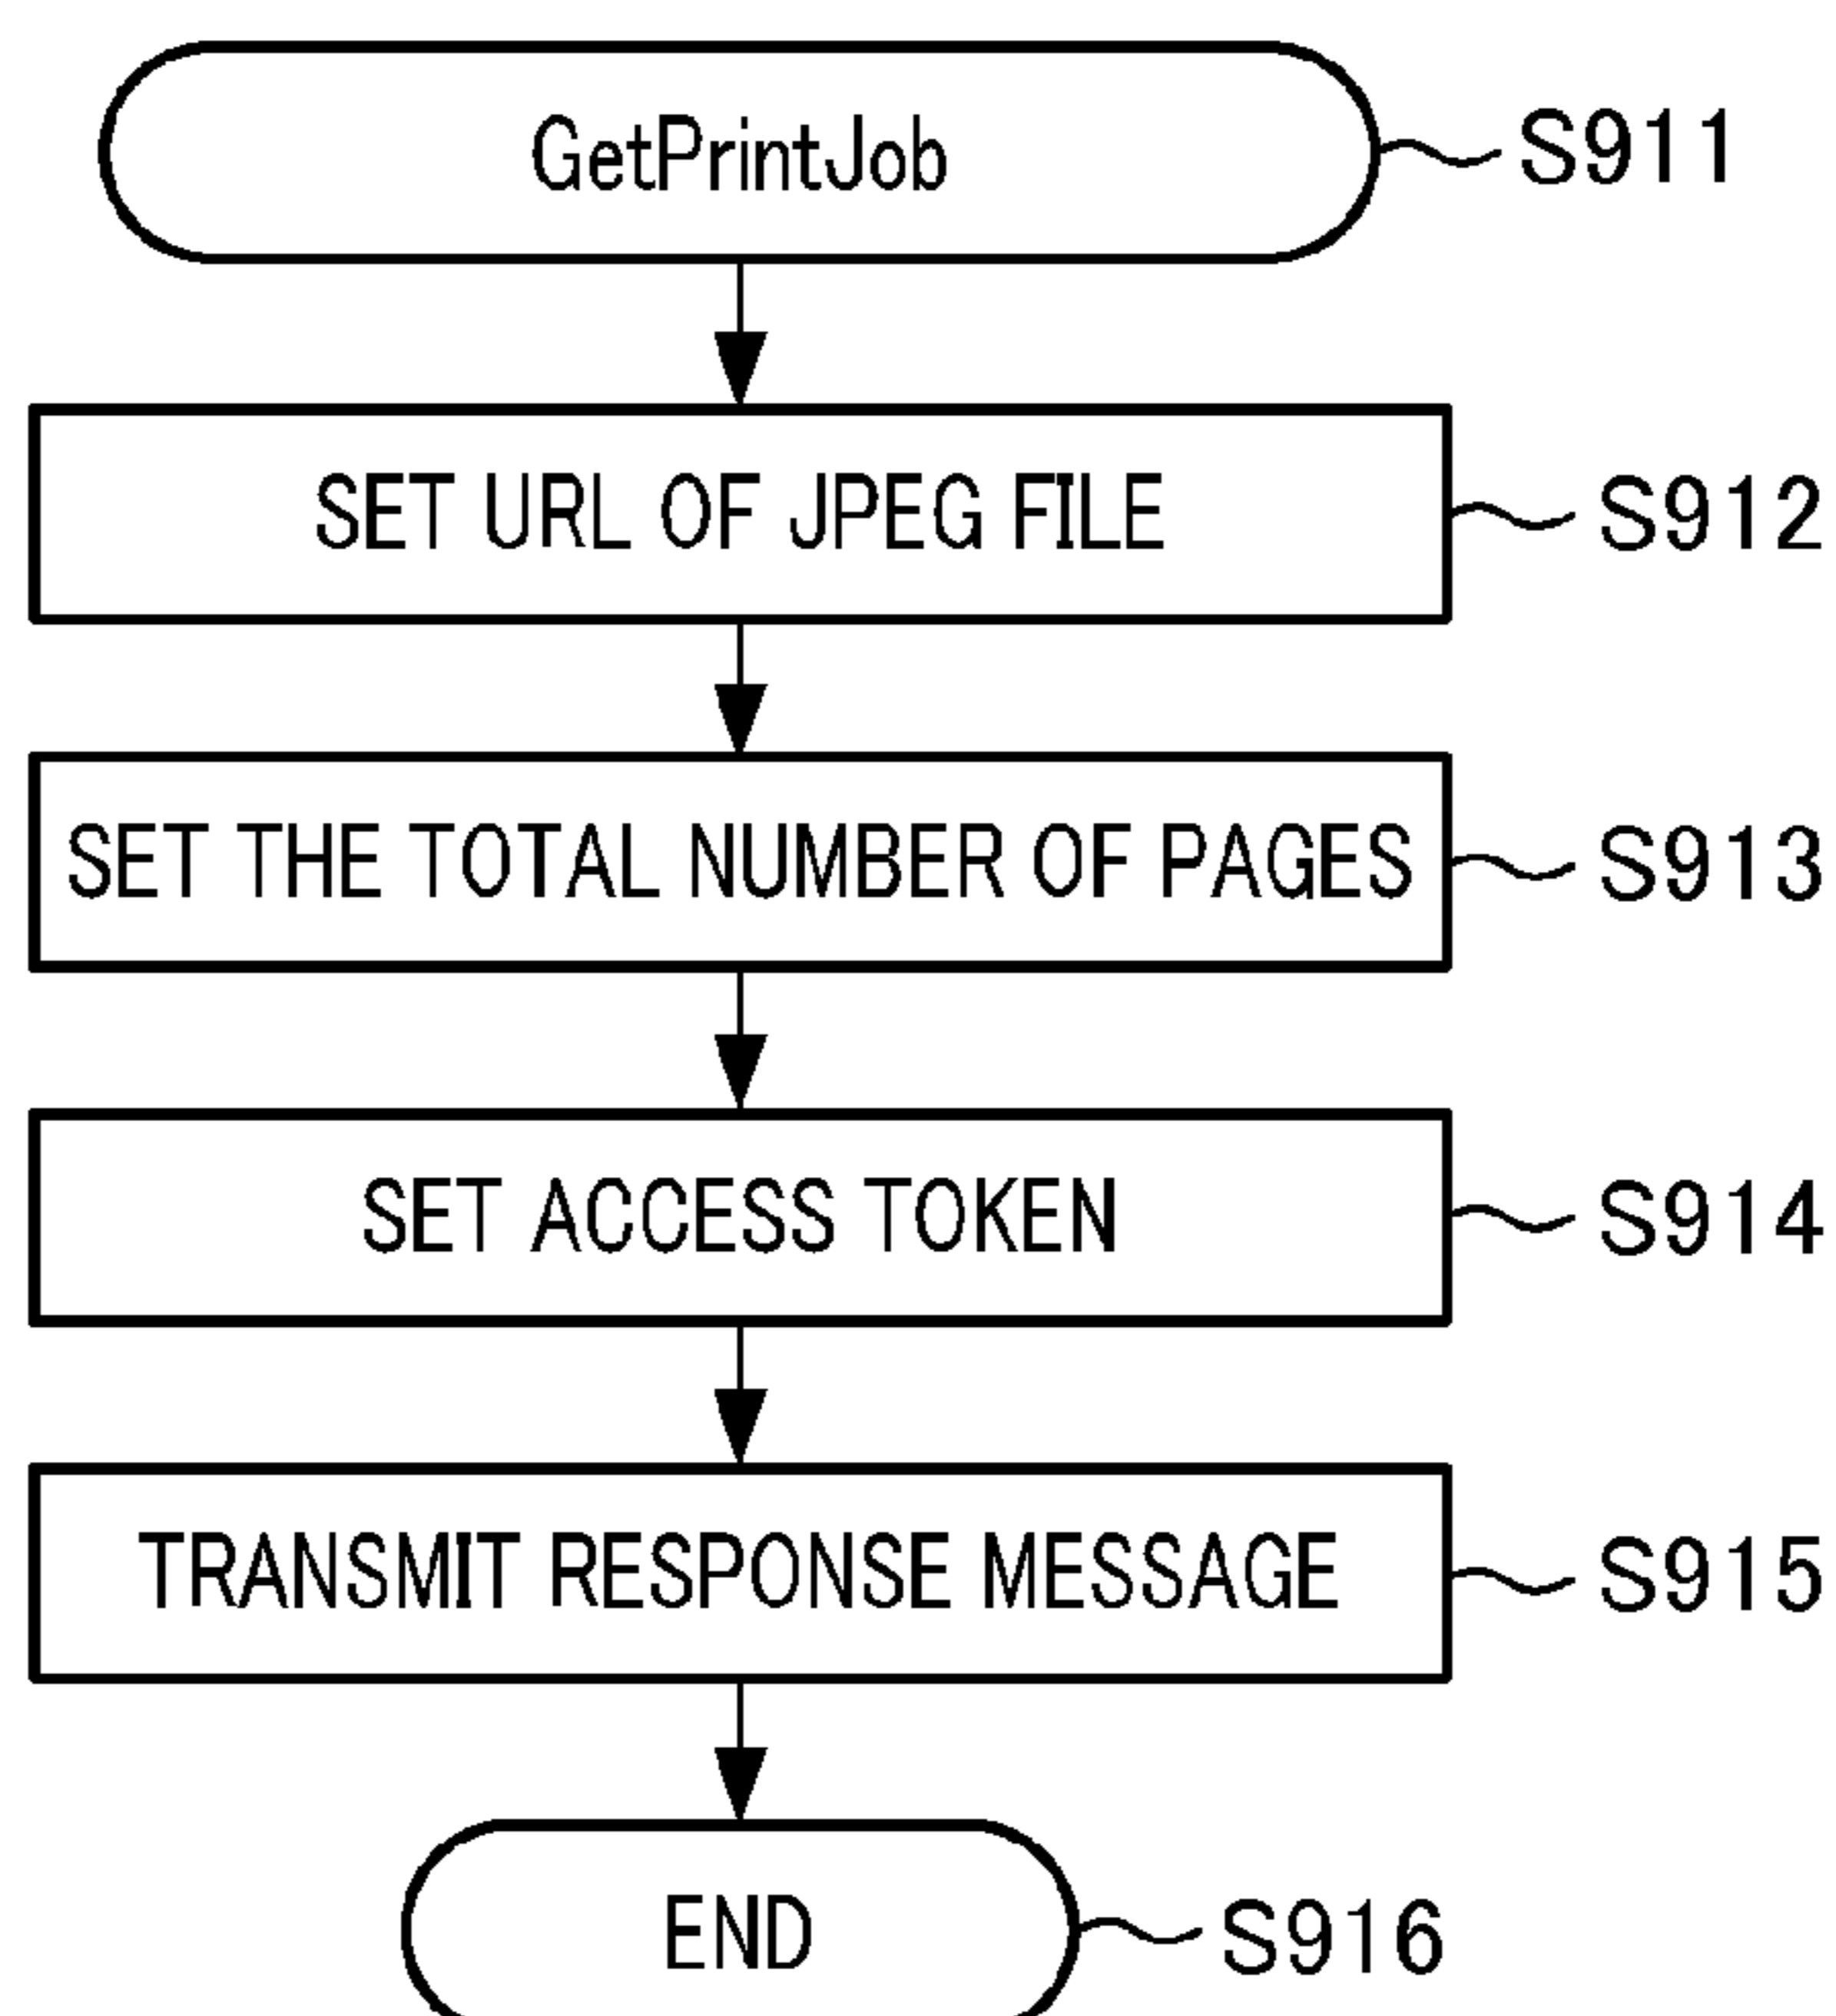 GetPrintJob S911
SET URL OF JPEG FILE S912
SET THE TOTAL NUMBER OF PAGES S913
SET ACCESS TOKEN S914
TRANSMIT RESPONSE MESSAGE S915
END S916